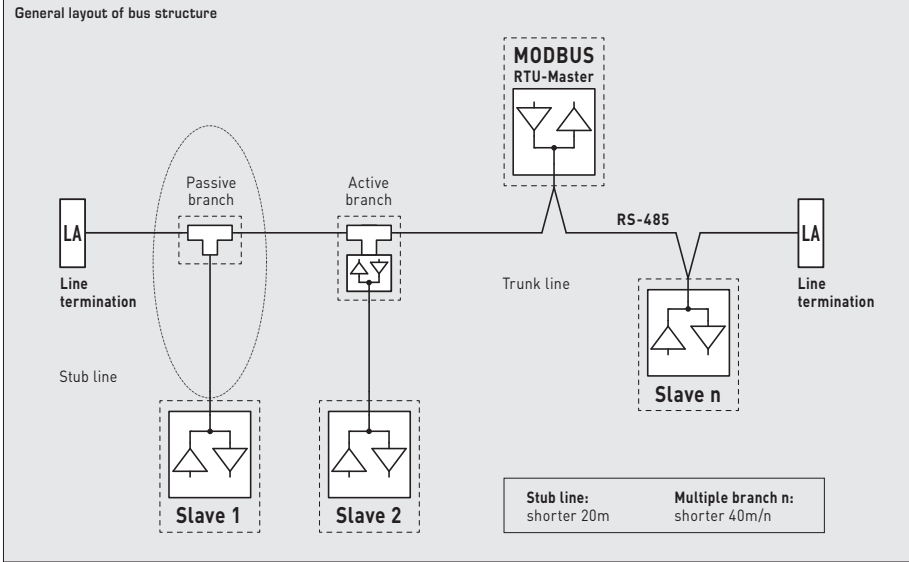 General layout of bus structure
MODBUS
RTU-Master
Passive
branch
Active
branch
LA
RS-485
LA
Line
termination
Trunk line
Line
termination
Stub line
Slave n
Slave 1
Slave 2
Stub line:
shorter 20m
Multiple branch n:
shorter 40m/n